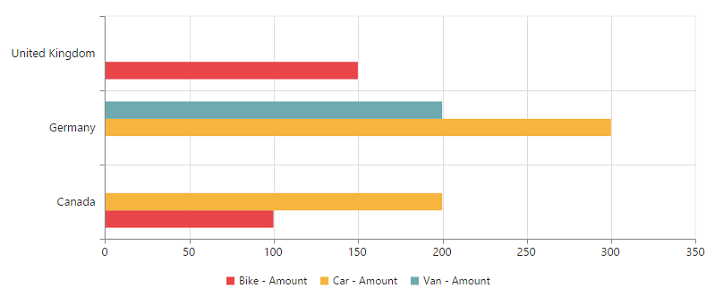 United Kingdom
Germany
Canada
0 50 100 150 200 250 300 350
Bike - Amount Car - Amount Van - Amount